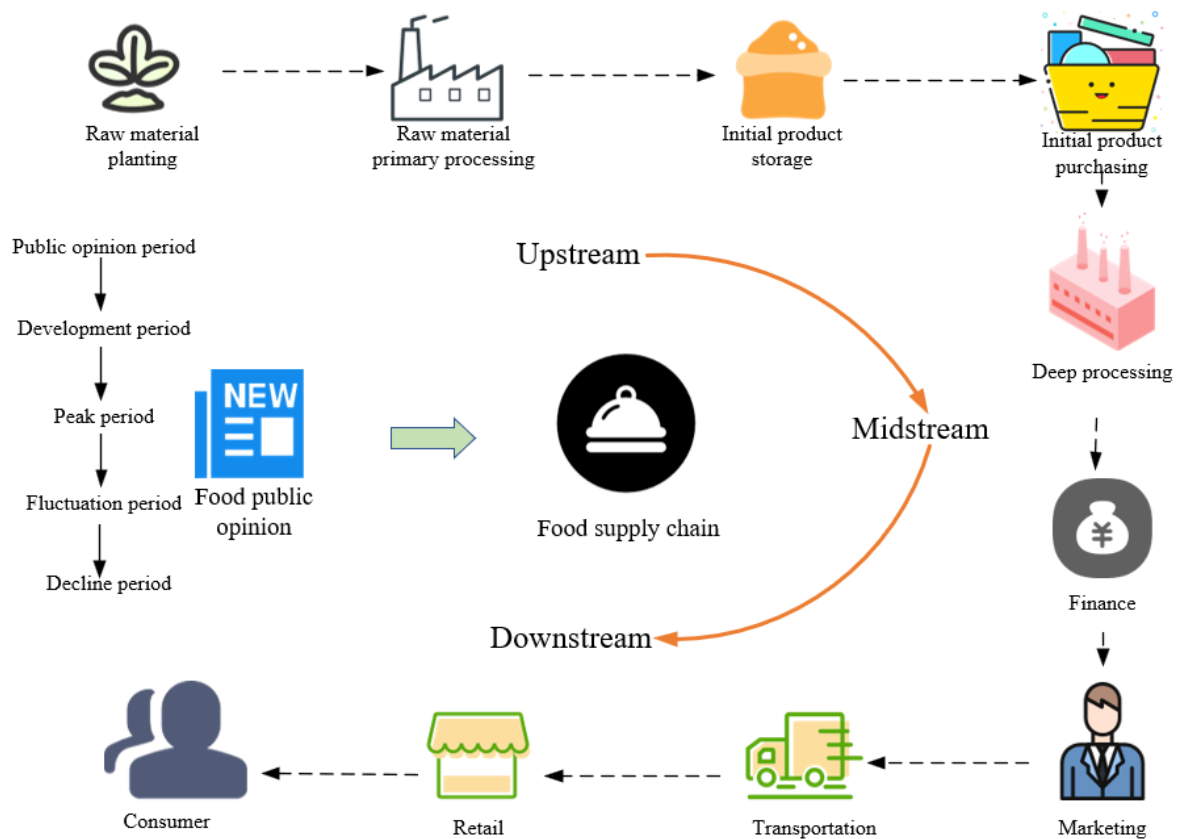 Raw material
planting
Raw material
primary processing
Initial product
storage
Initial product
purchasing
Public opinion period
Development period
Peak period
Fluctuation period
Decline period
NEW
Food public
opinion
Upstream
Midstream
Downstream
Food supply chain
Deep processing
¥
Finance
Consumer
Retail
Transportation
Marketing